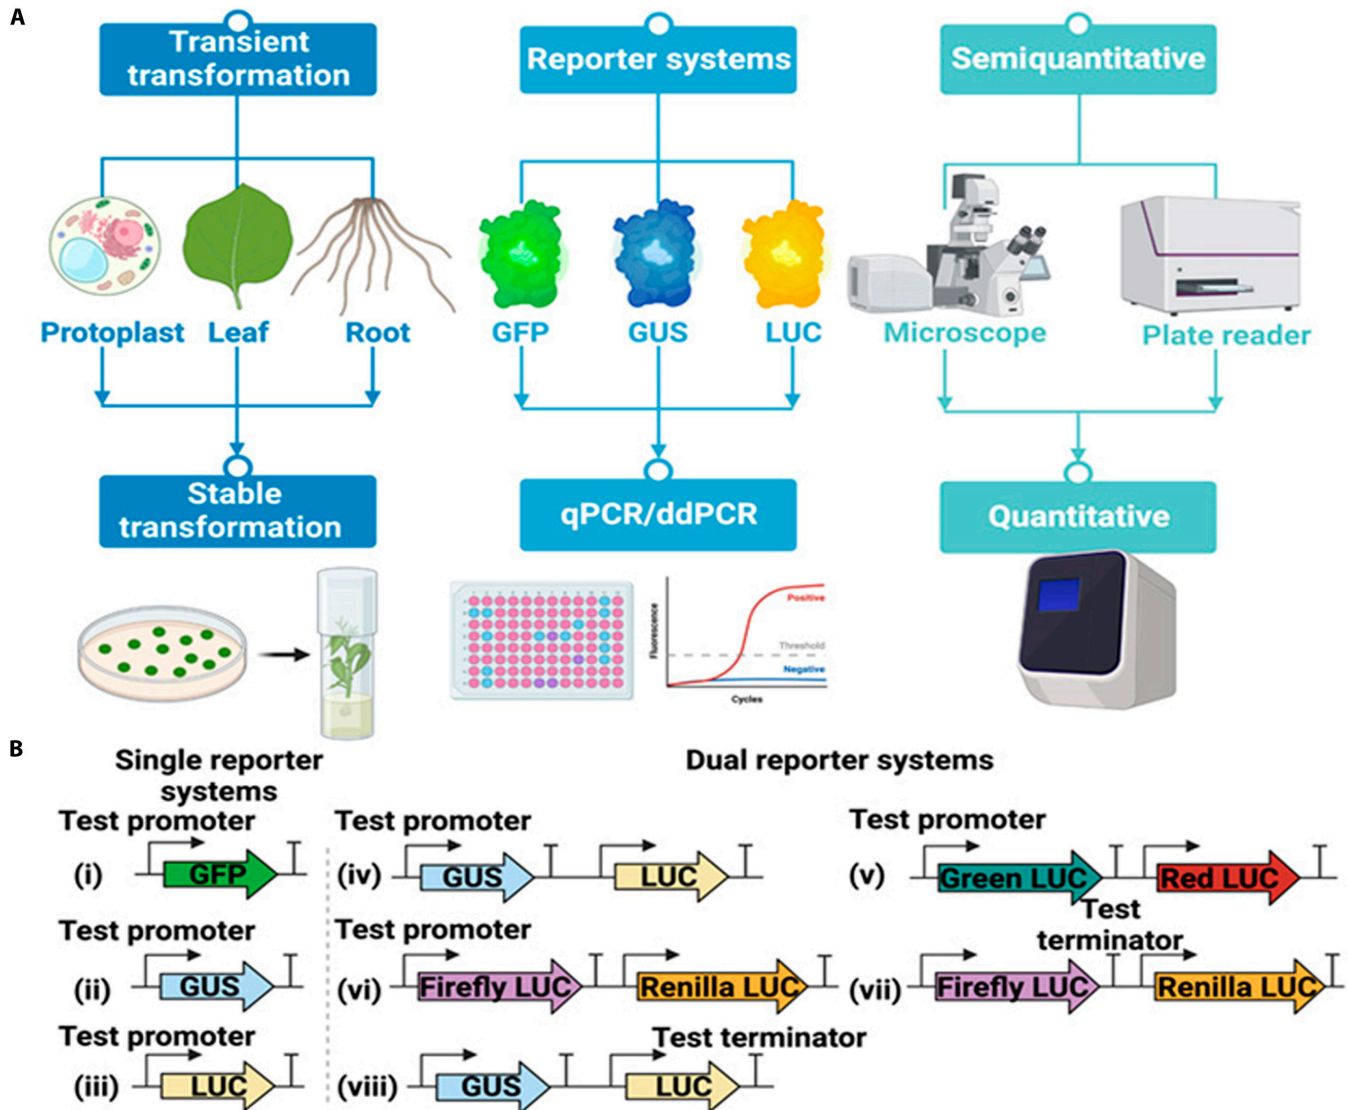 A
Transient
transformation
Reporter systems
Semiquantitative
Protoplast
Leaf
Root
GFP
GUS
LUC
Microscope
Plate reader
Stable
transformation
qPCR/ddPCR
Quantitative
Fluorescence
Positive
Threshold
Negative
Cycles
B
Single reporter
systems
Dual reporter systems
Test promoter
(i)
GFP
Test promoter
(ii)
GUS
Test promoter
(iii)
LUC
Test promoter
(iv)
GUS
LUC
Test promoter
(v)
Green LUC
Red LUC
Test promoter
(vi)
Firefly LUC
Renilla LUC
Test
terminator
(vii)
Firefly LUC
Renilla LUC
Test terminator
(viii)
GUS
LUC